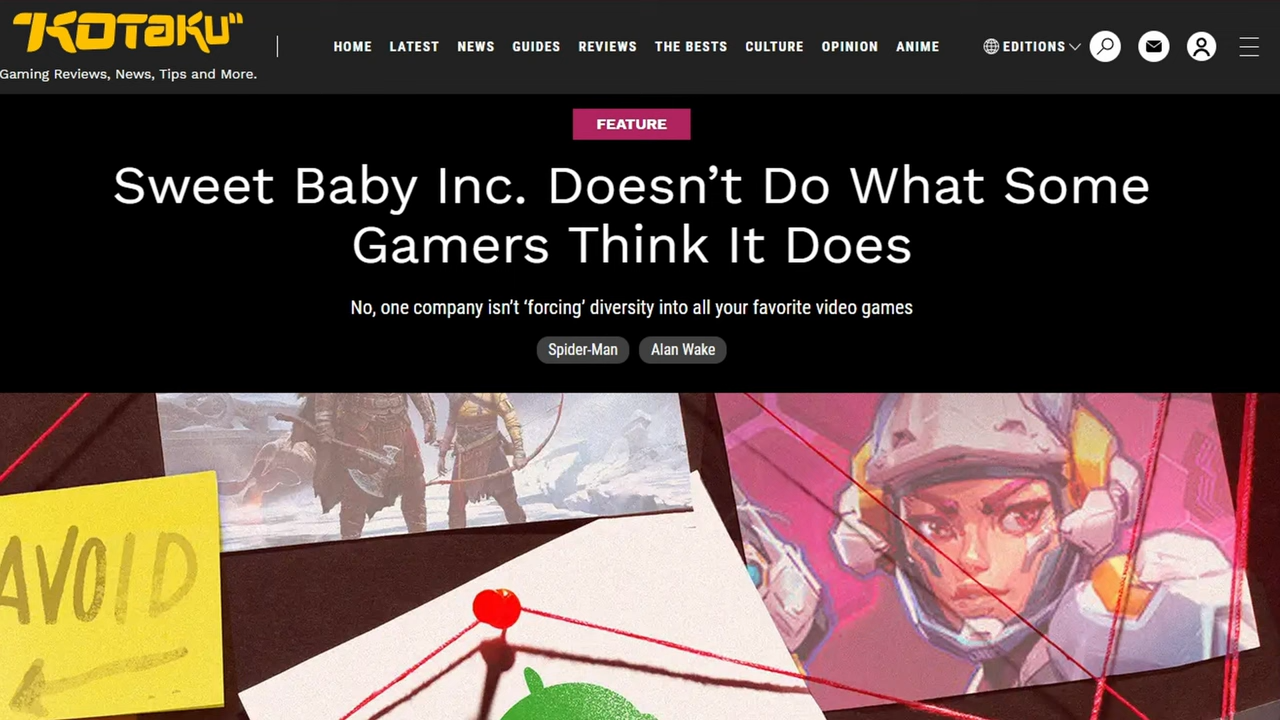 KOTAKU
Gaming Reviews, News, Tips and More.
HOME LATEST NEWS GUIDES REVIEWS THE BESTS CULTURE OPINION ANIME EDITIONS
FEATURE
Sweet Baby Inc. Doesn’t Do What Some
Gamers Think It Does
No, one company isn’t ‘forcing’ diversity into all your favorite video games
Spider-Man Alan Wake
AVOID